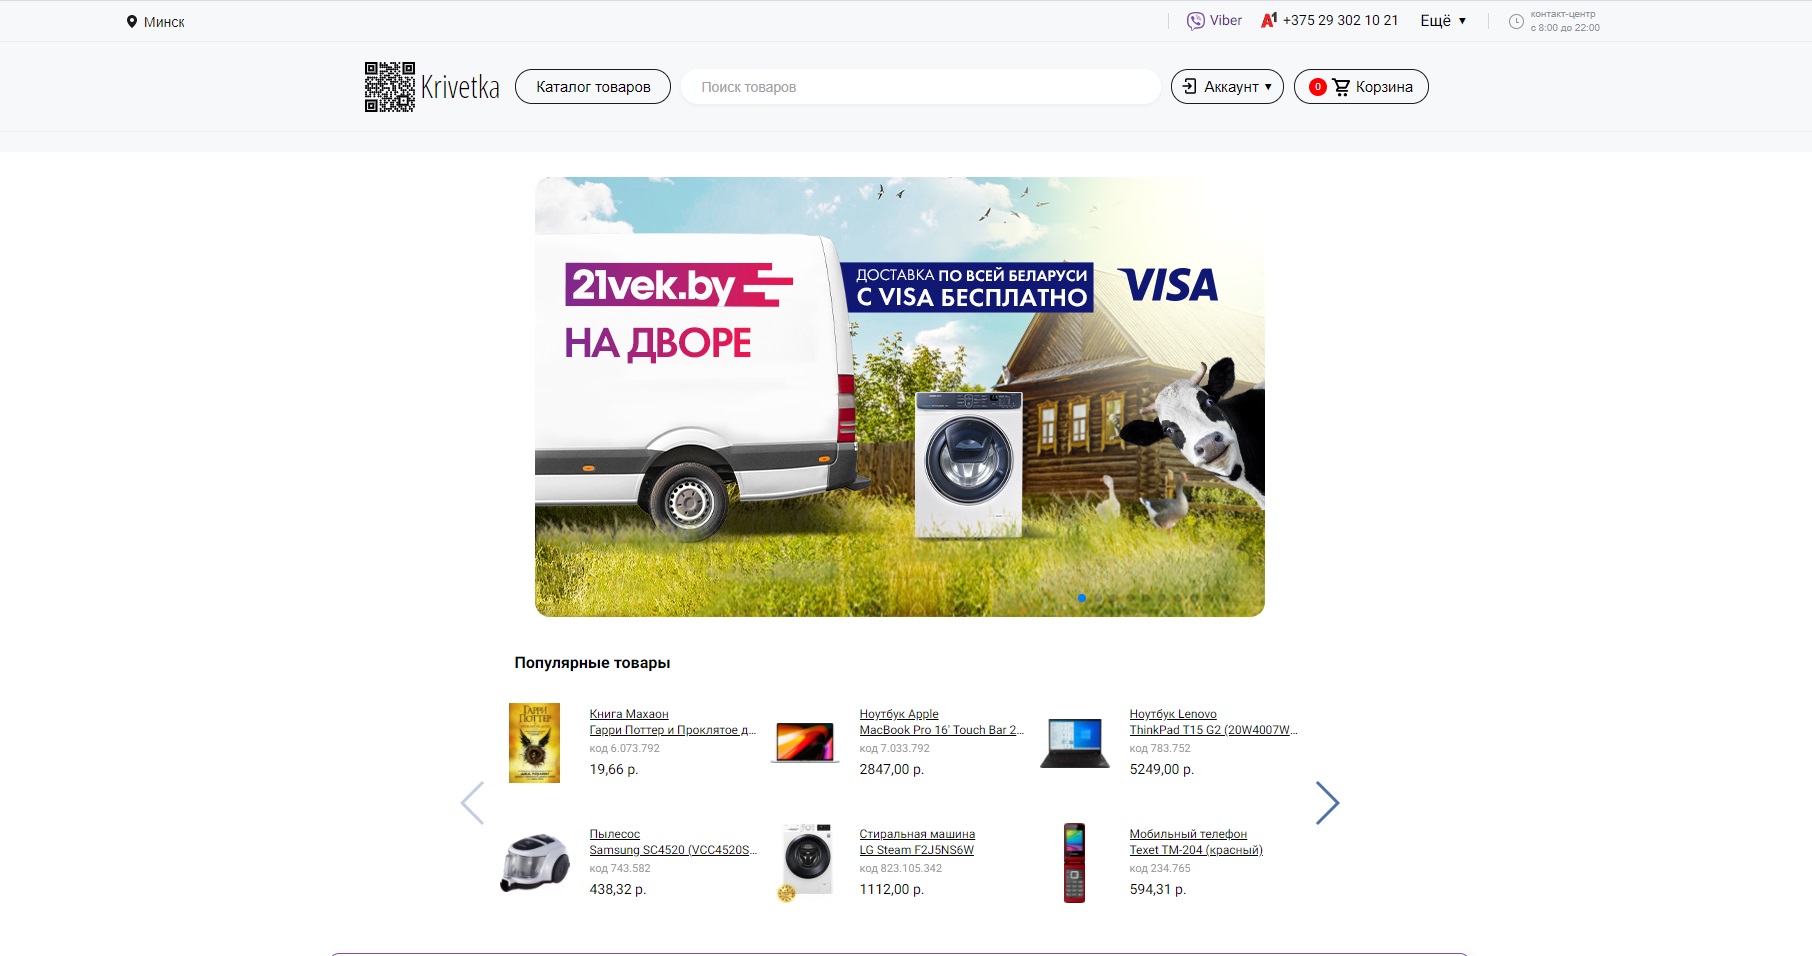 Минск
Viber
A1 +375 29 302 10 21
Ещё ▼
контакт-центр
с 8:00 до 22:00
Krivetka
Каталог товаров
Поиск товаров
Аккаунт ▼
0 Корзина
21vek.by
НА ДВОРЕ
ДОСТАВКА ПО ВСЕЙ БЕЛАРУСИ
С VISA БЕСПЛАТНО
VISA
Популярные товары
ГАРРИ
ПОТТЕР
Книга Махаон
Гарри Поттер и Проклятое д...
код 6.073.792
19,66 р.
Ноутбук Apple
MacBook Pro 16' Touch Bar 2...
код 7.033.792
2847,00 р.
Ноутбук Lenovo
ThinkPad T15 G2 (20W4007W...
код 783.752
5249,00 р.
Пылесос
Samsung SC4520 (VCC4520S...
код 743.582
438,32 р.
Стиральная машина
LG Steam F2J5NS6W
код 823.105.342
1112,00 р.
Мобильный телефон
Texet TM-204 (красный)
код 234.765
594,31 р.